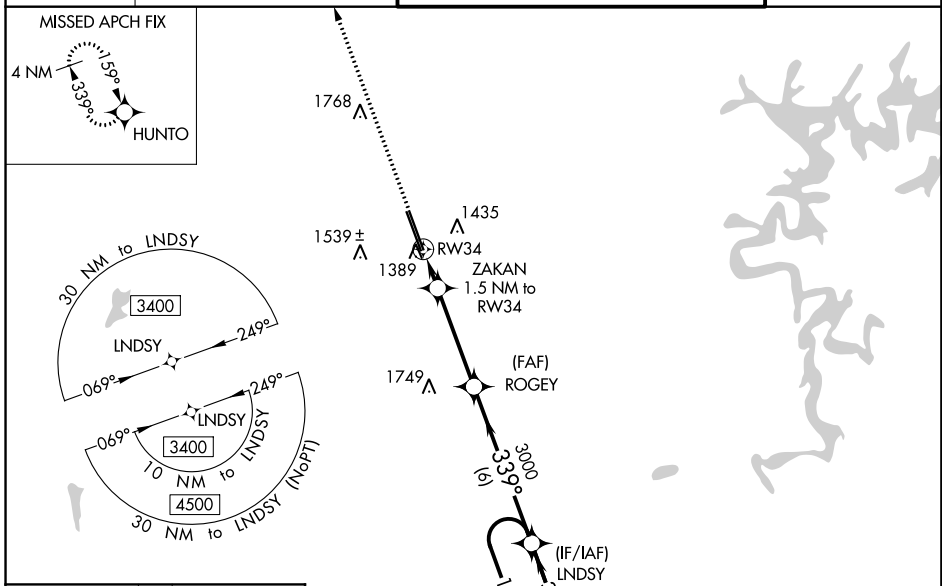 MISSED APCH FIX
4 NM
159°
339°
HUNTO
1768
1435
1539 ±
1389
RW34
ZAKAN
1.5 NM to
RW34
30 NM to LNDSY
3400
LNDSY
249°
069°
(FAF)
ROGEY
1749
249°
LNDSY
069°
3400
10 NM to LNDSY
4500
30 NM to LNDSY (NoPT)
3000
339°
(6)
(IF/IAF)
LNDSY